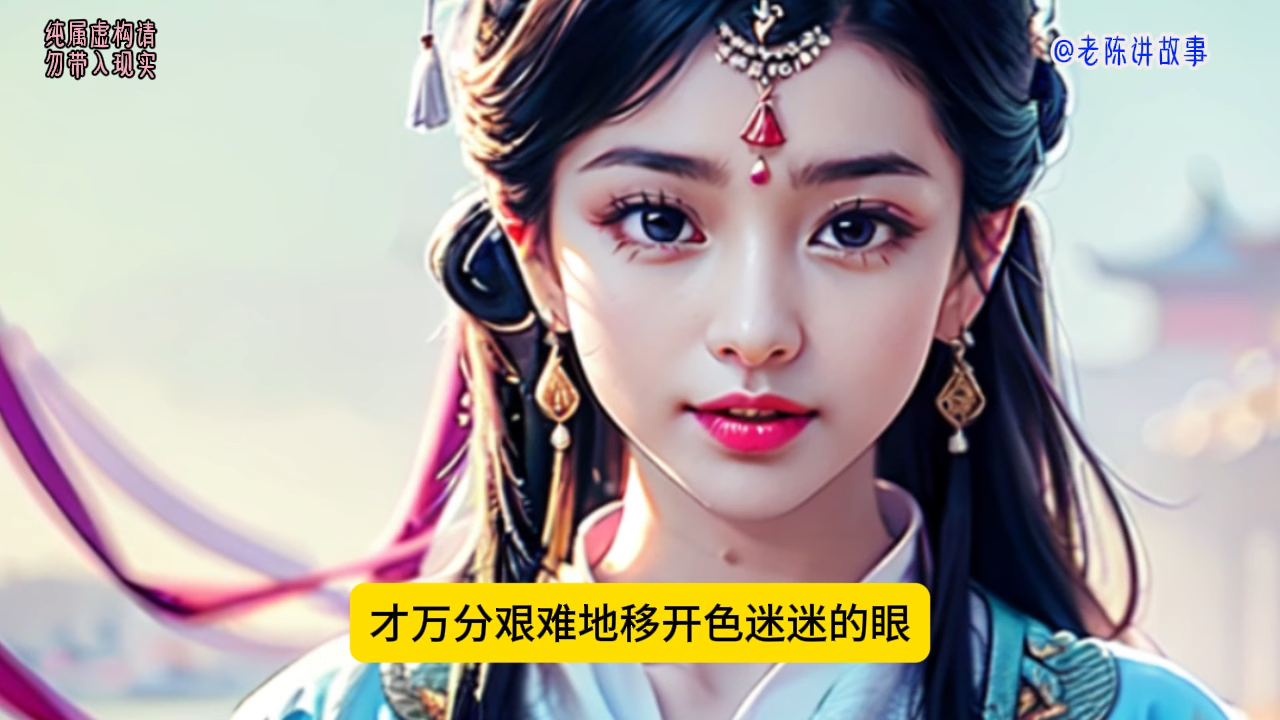 纯属虚构请
勿带入现实
@老陈讲故事
才万分艰难地移开色迷迷的眼